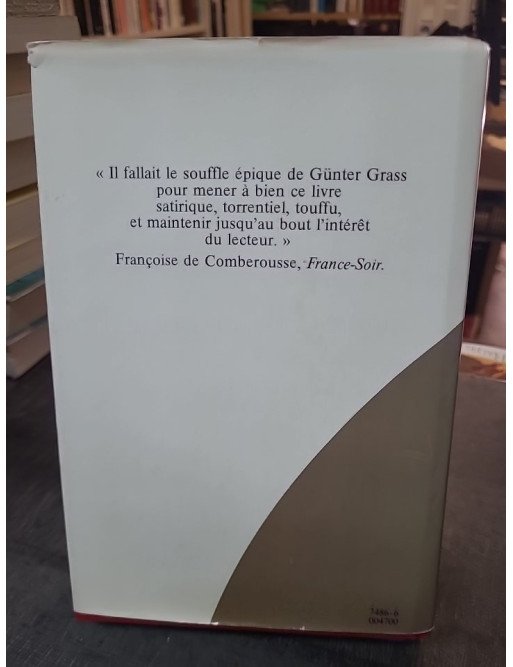 « Il fallait le souffle épique de Günter Grass
pour mener à bien ce livre
satirique, torrentiel, touffu,
et maintenir jusqu'au bout l'intérêt
du lecteur. »
Françoise de Comberousse, France-Soir.
3486-6
004700